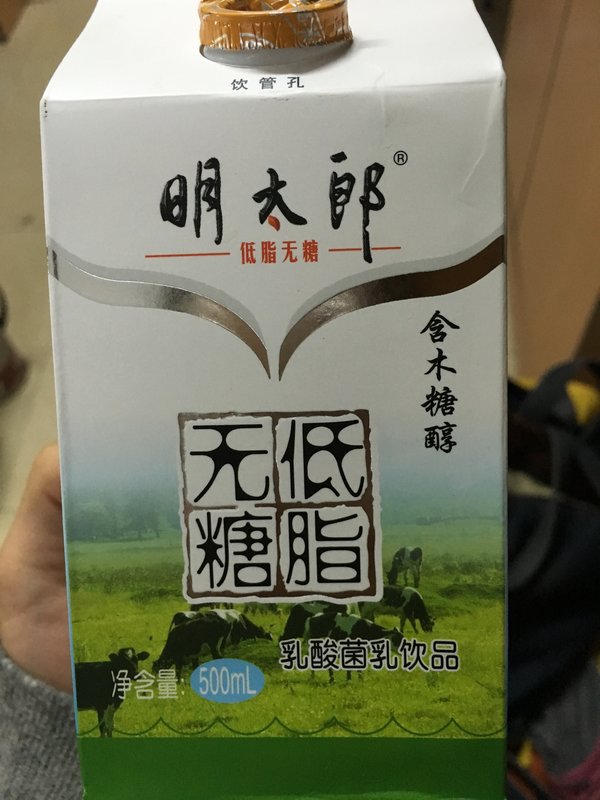 饮管孔
明太郎®
低脂无糖
含木糖醇
低脂
无糖
乳酸菌乳饮品
净含量: 500mL